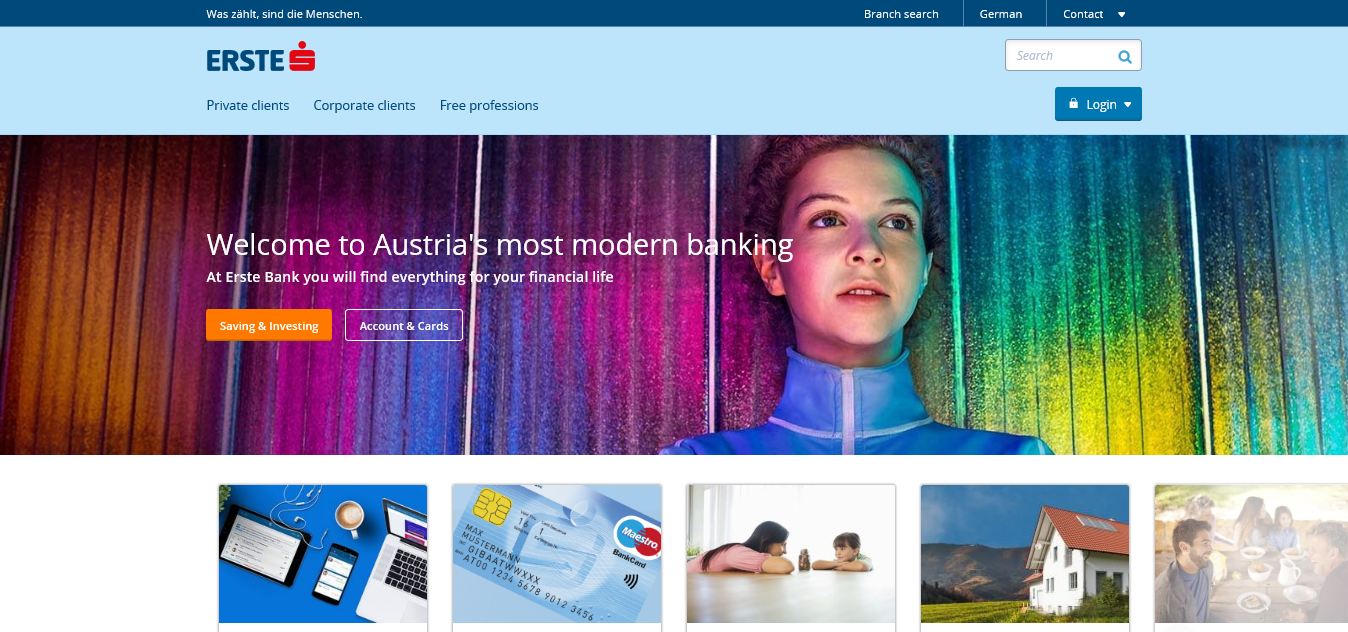 Was zählt, sind die Menschen.
Branch search
German
Contact
ERSTE
Search
Private clients
Corporate clients
Free professions
Login
Welcome to Austria's most modern banking
At Erste Bank you will find everything for your financial life
Saving & Investing
Account & Cards
Maestro
BankCard
MAX
MUSTERMANN
GIBAATWWXXX
AT00 1234 5678 9012 3456